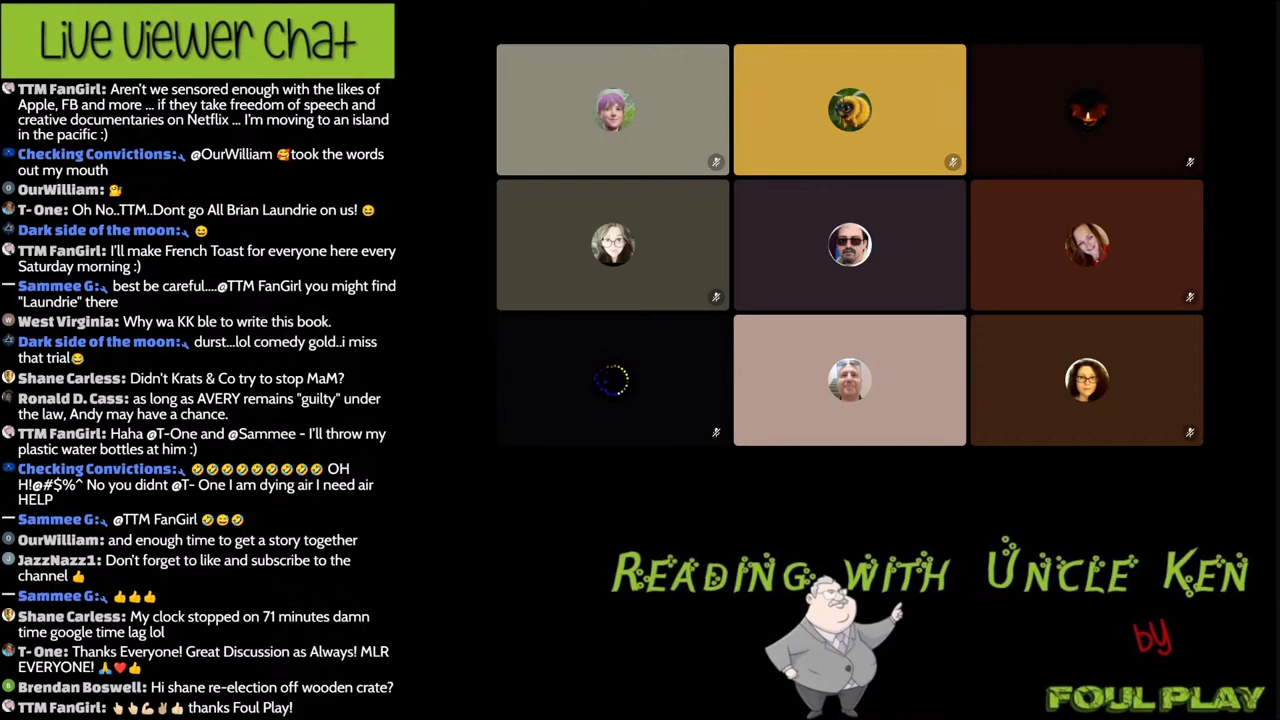 Live Viewer Chat
TTM FanGirl: Aren't we sensored enough with the likes of
Apple, FB and more ... if they take freedom of speech and
creative documentaries on Netflix ... I'm moving to an island
in the pacific :)
Checking Convictions: @OurWilliam 🥰took the words
out my mouth
OurWilliam:
T- One: Oh No..TTM..Dont go All Brian Laundrie on us! 😆
Dark side of the moon: 😆
TTM FanGirl: I'll make French Toast for everyone here every
Saturday morning :)
Sammee G: best be careful....@TTM FanGirl you might find
"Laundrie" there
West Virginia: Why wa KK ble to write this book.
Dark side of the moon: durst...lol comedy gold..i miss
that trial😂
Shane Carless: Didn't Krats & Co try to stop MaM?
Ronald D. Cass: as long as AVERY remains "guilty" under
the law, Andy may have a chance.
TTM FanGirl: Haha @T-One and @Sammee - I'll throw my
plastic water bottles at him :)
Checking Convictions: 🤣🤣🤣🤣🤣🤣🤣🤣🤣 OH
H!@#$%^ No you didnt @T- One I am dying air I need air
HELP
Sammee G: @TTM FanGirl 🤣😅🤣
OurWilliam: and enough time to get a story together
JazzNazz1: Don't forget to like and subscribe to the
channel 👍
Sammee G: 👍👍👍
Shane Carless: My clock stopped on 71 minutes damn
time google time lag lol
T- One: Thanks Everyone! Great Discussion as Always! MLR
EVERYONE! 🙏❤️👍
Brendan Boswell: Hi shane re-election off wooden crate?
TTM FanGirl: 👆🏻👆🏻💪🏻✌🏻👍🏻 thanks Foul Play!
Reading with Uncle Ken
by
FOUL PLAY